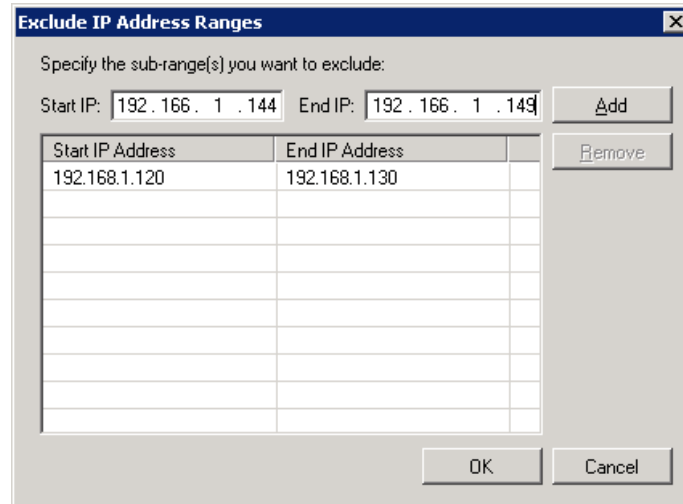 Exclude IP Address Ranges
Specify the sub-range(s) you want to exclude:
Start IP: 192 . 166 . 1 . 144 End IP: 192 . 166 . 1 . 149 Add
Start IP Address End IP Address Remove
192.168.1.120 192.168.1.130
OK Cancel